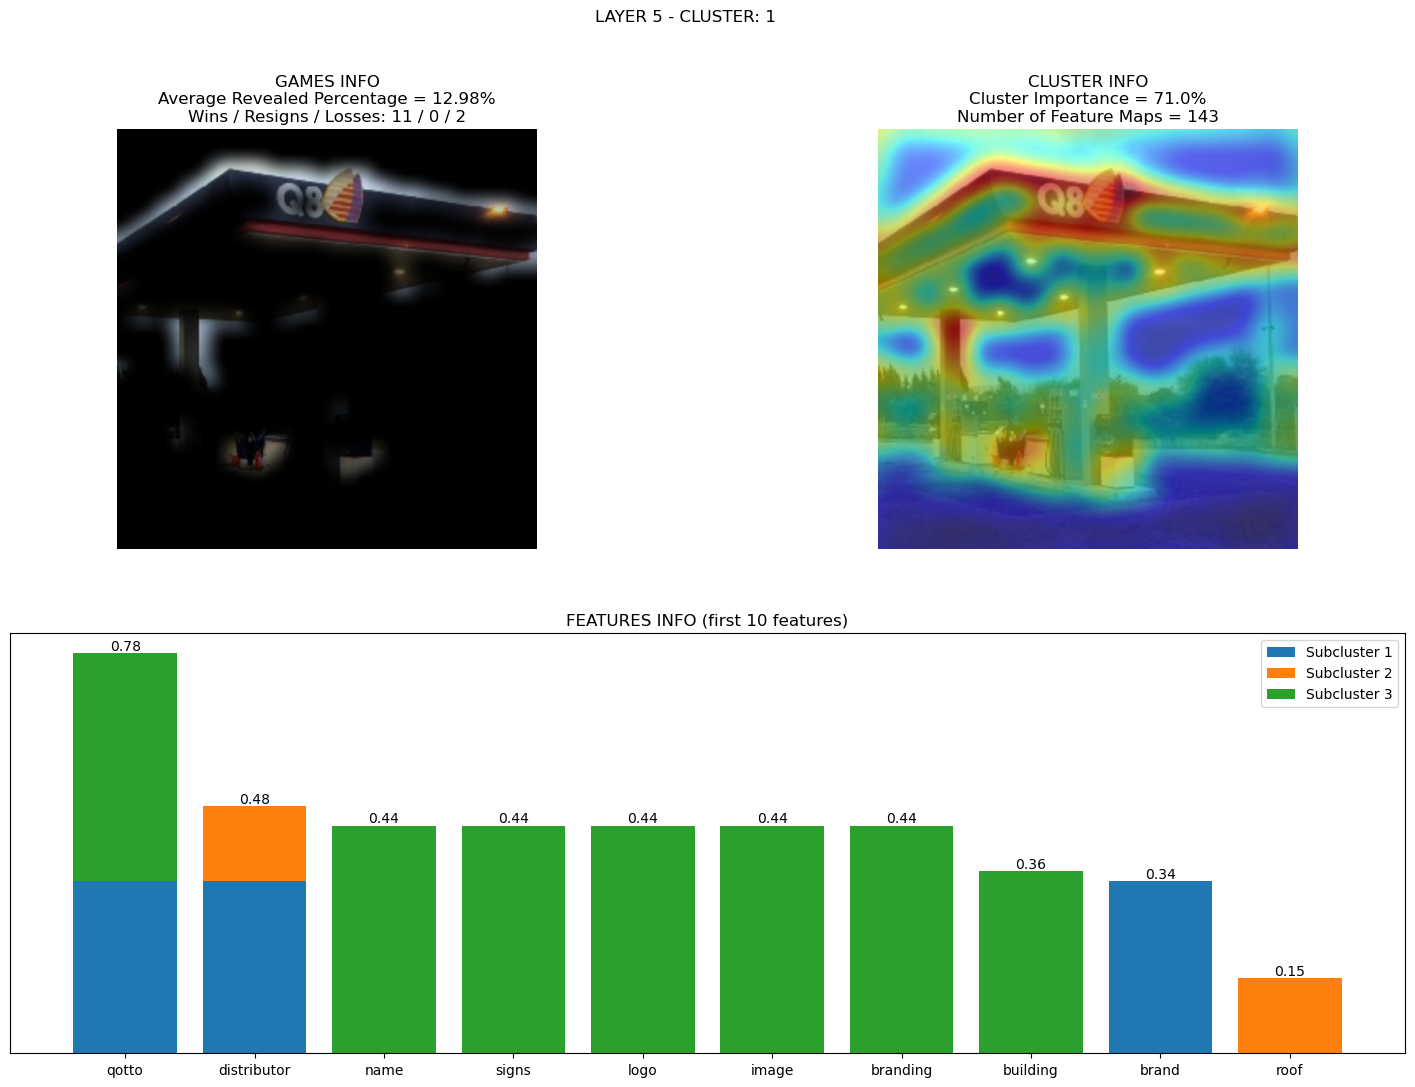 LAYER 5 - CLUSTER: 1
GAMES INFO
Average Revealed Percentage = 12.98%
Wins / Resigns / Losses: 11 / 0 / 2
Q8
CLUSTER INFO
Cluster Importance = 71.0%
Number of Feature Maps = 143
Q8
FEATURES INFO (first 10 features)
Subcluster 1
Subcluster 2
Subcluster 3
0.78
0.48
0.44
0.44
0.44
0.44
0.44
0.36
0.34
0.15
qotto
distributor
name
signs
logo
image
branding
building
brand
roof